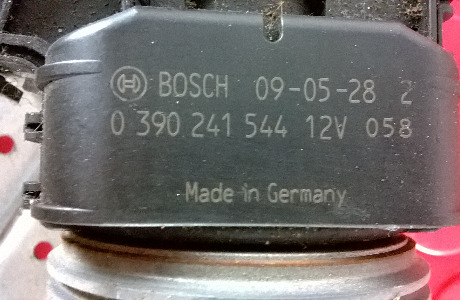 BOSCH 09-05-28 2
0 390 241 544 12V 058
Made in Germany